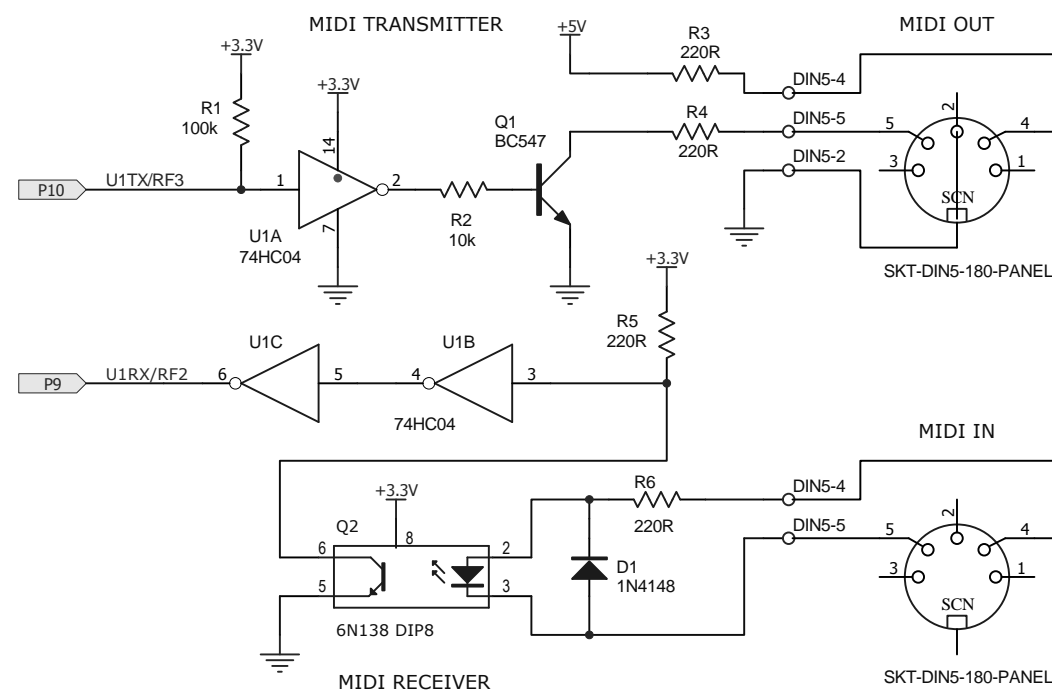 MIDI TRANSMITTER
+5V
R3
220R
MIDI OUT
+3.3V
+3.3V
DIN5-4
R1
100k
Q1
BC547
R4
220R
DIN5-5
5
2
4
14
P10
U1TX/RF3
1
2
DIN5-2
3
1
R2
10k
7
U1A
74HC04
SCN
+3.3V
SKT-DIN5-180-PANEL
R5
220R
U1C
U1B
P9
U1RX/RF2
6
5
4
3
74HC04
MIDI IN
+3.3V
R6
220R
DIN5-4
Q2
8
DIN5-5
5
2
4
6
2
D1
1N4148
3
1
5
3
SCN
6N138 DIP8
MIDI RECEIVER
SKT-DIN5-180-PANEL